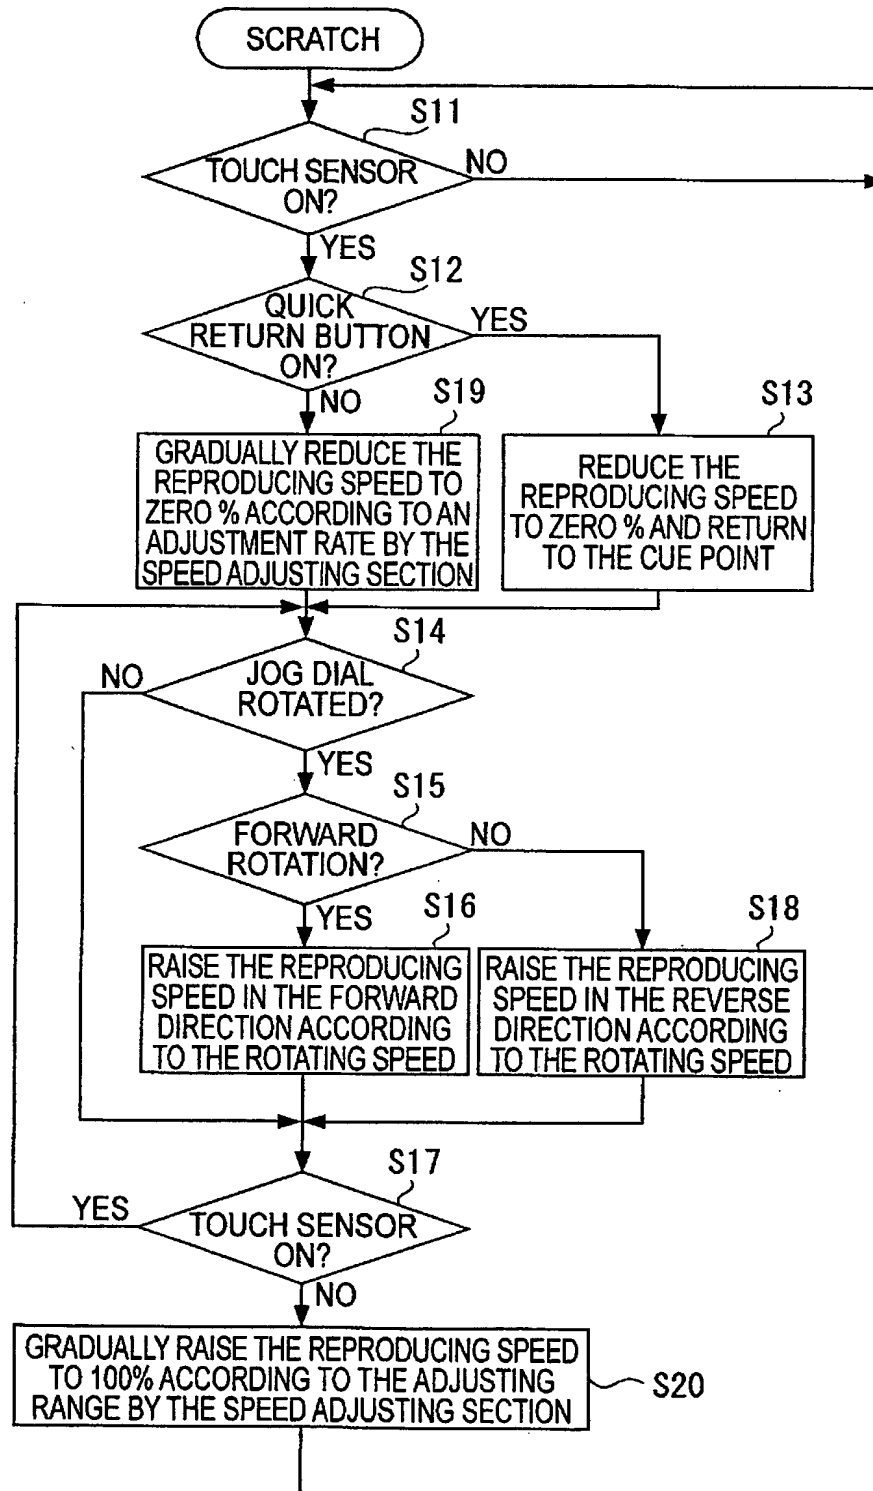 SCRATCH
S11
TOUCH SENSOR
ON?
NO
YES
S12
QUICK
RETURN BUTTON
ON?
YES
NO
S19
GRADUALLY REDUCE THE
REPRODUCING SPEED TO
ZERO % ACCORDING TO AN
ADJUSTMENT RATE BY THE
SPEED ADJUSTING SECTION
S13
REDUCE THE
REPRODUCING SPEED
TO ZERO % AND RETURN
TO THE CUE POINT
S14
JOG DIAL
ROTATED?
NO
YES
S15
FORWARD
ROTATION?
NO
YES
S16
RAISE THE REPRODUCING
SPEED IN THE FORWARD
DIRECTION ACCORDING
TO THE ROTATING SPEED
S18
RAISE THE REPRODUCING
SPEED IN THE REVERSE
DIRECTION ACCORDING
TO THE ROTATING SPEED
S17
TOUCH SENSOR
ON?
YES
NO
GRADUALLY RAISE THE REPRODUCING SPEED
TO 100% ACCORDING TO THE ADJUSTING
RANGE BY THE SPEED ADJUSTING SECTION
S20